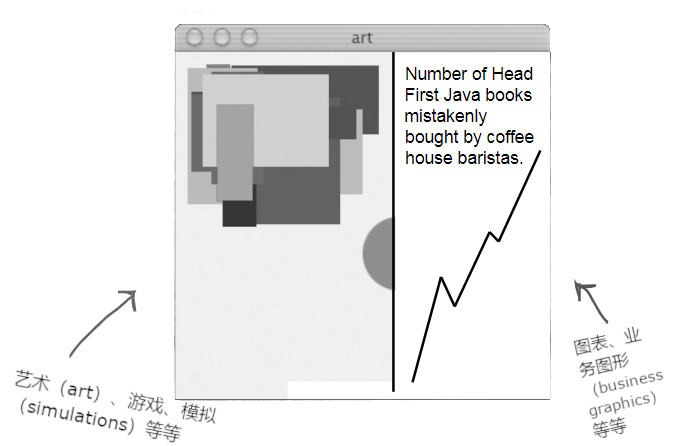 art
Number of Head
First Java books
mistakenly
bought by coffee
house baristas.
艺术（art）、游戏、模拟
（simulations）等等
图表、业
务图形
（business
graphics）
等等